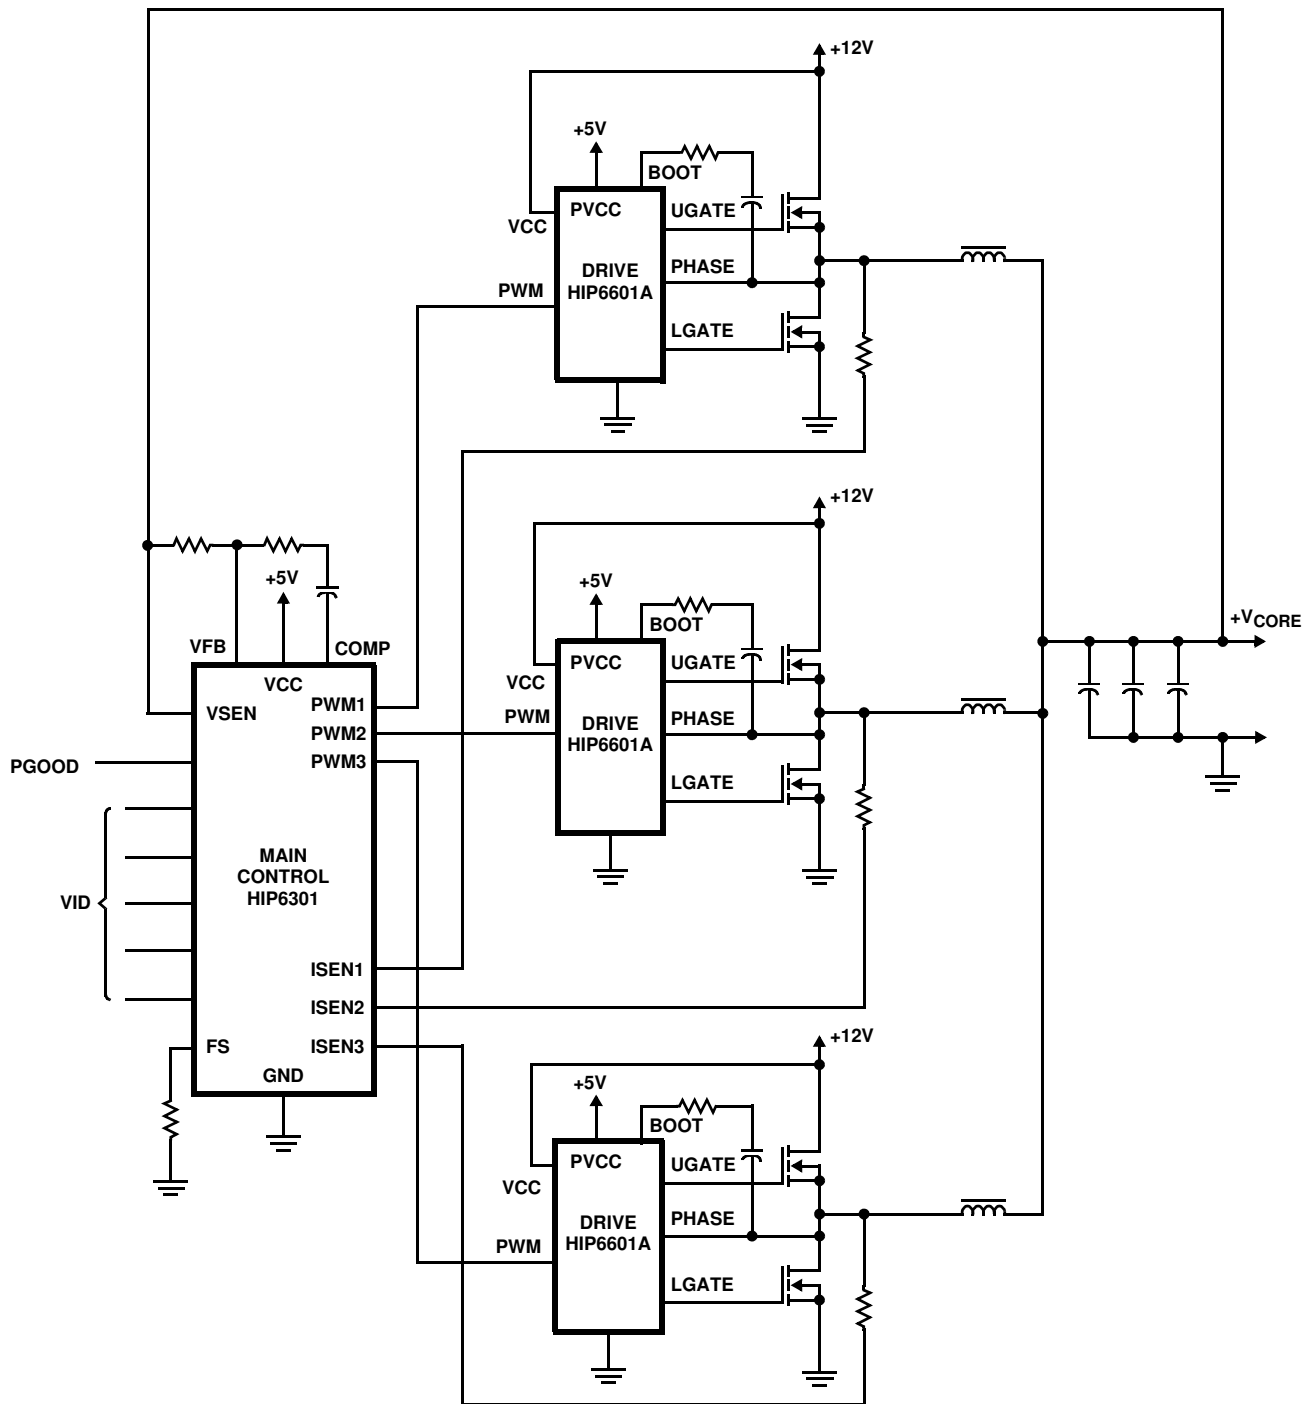 +12V
+5V
BOOT
PVCC
UGATE
VCC
DRIVE
HIP6601A
PHASE
PWM
LGATE
+12V
+5V
BOOT
PVCC
UGATE
VCC
DRIVE
HIP6601A
PHASE
PWM
LGATE
+5V
VFB
COMP
VCC
VSEN
PWM1
PWM2
PWM3
PGOOD
VID
MAIN
CONTROL
HIP6301
ISEN1
ISEN2
ISEN3
FS
GND
+VCORE
+12V
+5V
BOOT
PVCC
UGATE
VCC
DRIVE
HIP6601A
PHASE
PWM
LGATE